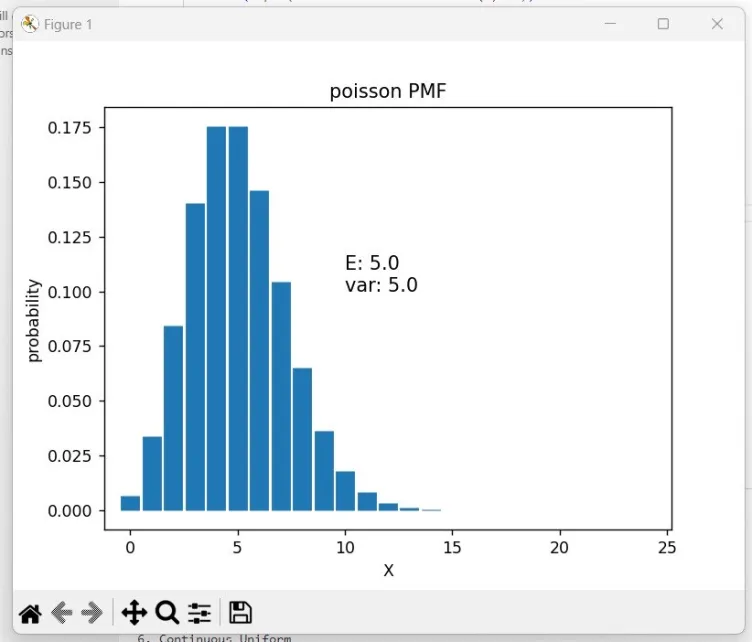 Figure 1
poisson PMF
0.175
0.150
0.125
0.100
0.075
0.050
0.025
0.000
probability
E: 5.0
var: 5.0
0 5 10 15 20 25
X
6. Continuous Uniform